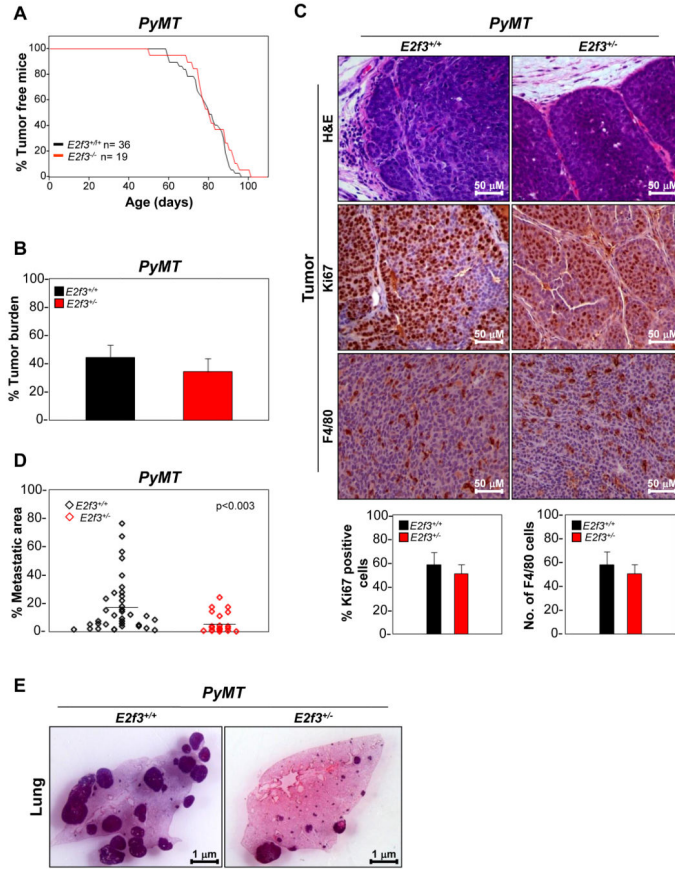 A
PyMT
% Tumor free mice
100
80
60
40
20
0
E2f3+/+ n= 36
E2f3-/- n= 19
0 20 40 60 80 100
Age (days)
B
PyMT
% Tumor burden
100
80
60
40
20
0
E2f3+/+
E2f3+/-
D
PyMT
% Metastatic area
100
80
60
40
20
0
E2f3+/+
E2f3+/-
p<0.003
C
PyMT
E2f3+/+ E2f3+/-
Tumor
H&E
50 µM
50 µM
Ki67
50 µM
50 µM
F4/80
50 µM
50 µM
% Ki67 positive
cells
100
80
60
40
20
0
E2f3+/+
E2f3+/-
No. of F4/80 cells
100
80
60
40
20
0
E2f3+/+
E2f3+/-
E
PyMT
E2f3+/+ E2f3+/-
Lung
1 µm
1 µm